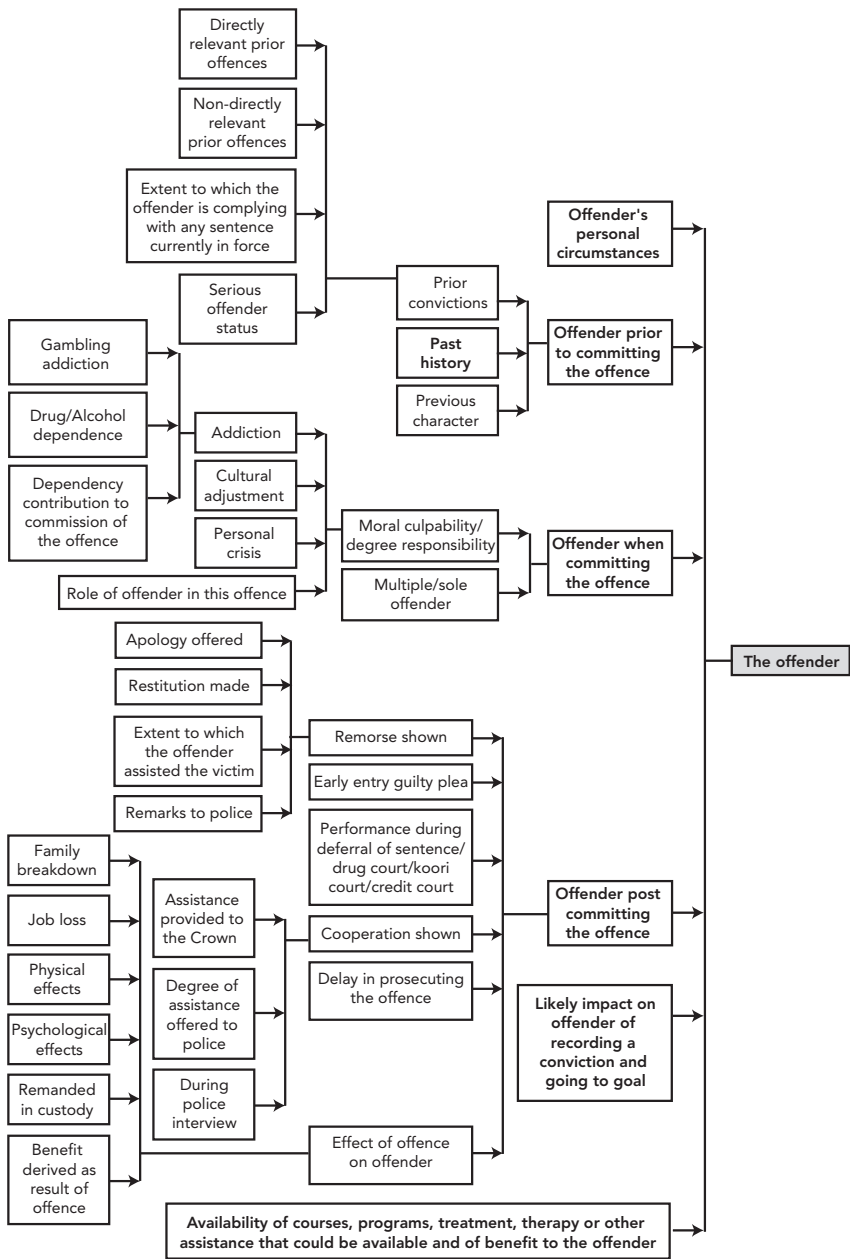 Directly
relevant prior
offences
Non-directly
relevant
prior offences
Extent to which the
offender is complying
with any sentence
currently in force
Serious
offender
status
Offender's
personal
circumstances
Prior
convictions
Past
history
Previous
character
Offender prior
to committing
the offence
Gambling
addiction
Drug/Alcohol
dependence
Dependency
contribution to
commission of
the offence
Addiction
Cultural
adjustment
Personal
crisis
Role of offender in this offence
Moral culpability/
degree responsibility
Multiple/sole
offender
Offender when
committing
the offence
The offender
Apology offered
Restitution made
Extent to which
the offender
assisted the victim
Remarks to police
Remorse shown
Early entry guilty plea
Performance during
deferral of sentence/
drug court/koori
court/credit court
Cooperation shown
Delay in prosecuting
the offence
Offender post
committing
the offence
Family
breakdown
Job loss
Physical
effects
Psychological
effects
Remanded
in custody
Benefit
derived as
result of
offence
Assistance
provided to
the Crown
Degree of
assistance
offered to
police
During
police
interview
Effect of offence
on offender
Likely impact on
offender of
recording a
conviction and
going to goal
Availability of courses, programs, treatment, therapy or other
assistance that could be available and of benefit to the offender